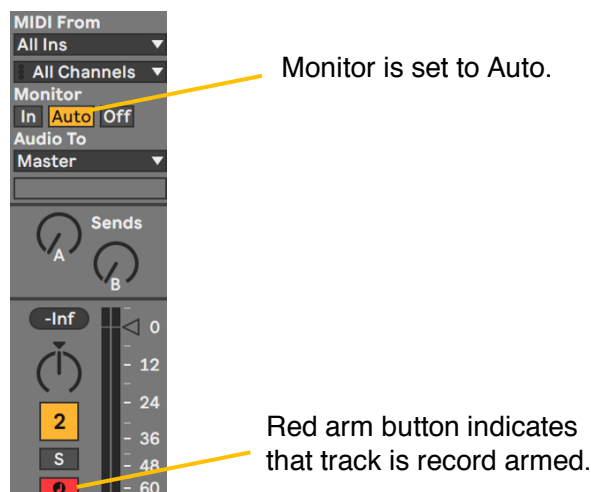 MIDI From
All Ins
All Channels
Monitor
In Auto Off
Audio To
Master
Monitor is set to Auto.
Sends
A
B
-Inf
0
12
24
2
36
S
48
60
Red arm button indicates
that track is record armed.